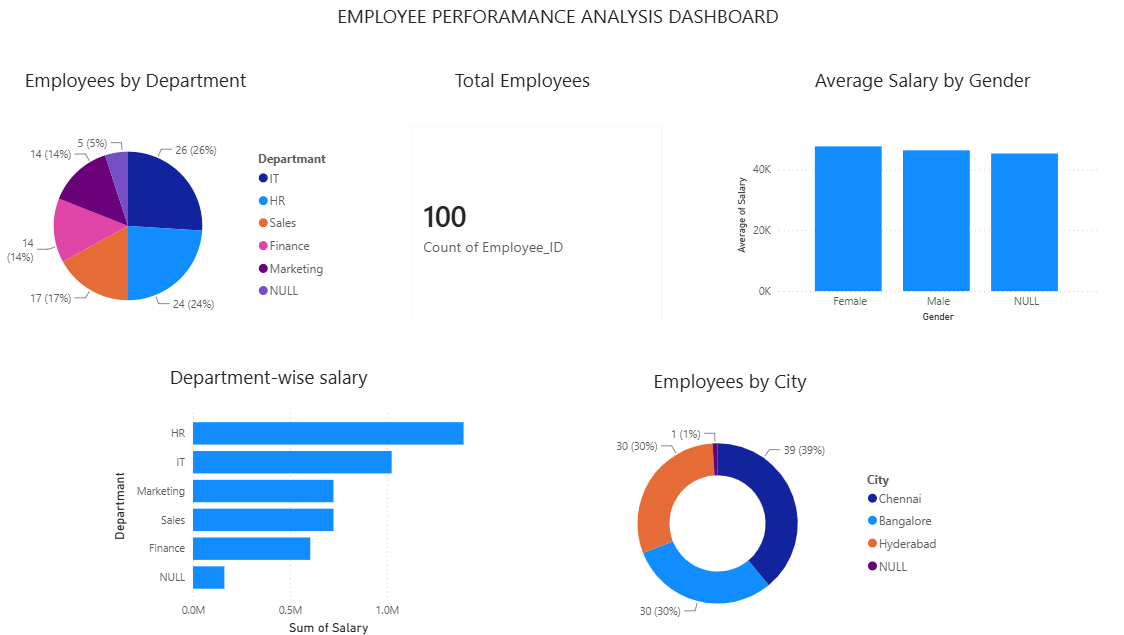 EMPLOYEE PERFORAMANCE ANALYSIS DASHBOARD
Employees by Department
5 (5%)
14 (14%)
26 (26%)
14
(14%)
17 (17%)
24 (24%)
Departmant
IT
HR
Sales
Finance
Marketing
NULL
Total Employees
100
Count of Employee_ID
Average Salary by Gender
Average of Salary
40K
20K
0K
Female
Male
NULL
Gender
Department-wise salary
Departmant
HR
IT
Marketing
Sales
Finance
NULL
0.0M
0.5M
1.0M
Sum of Salary
Employees by City
1 (1%)
30 (30%)
39 (39%)
30 (30%)
City
Chennai
Bangalore
Hyderabad
NULL